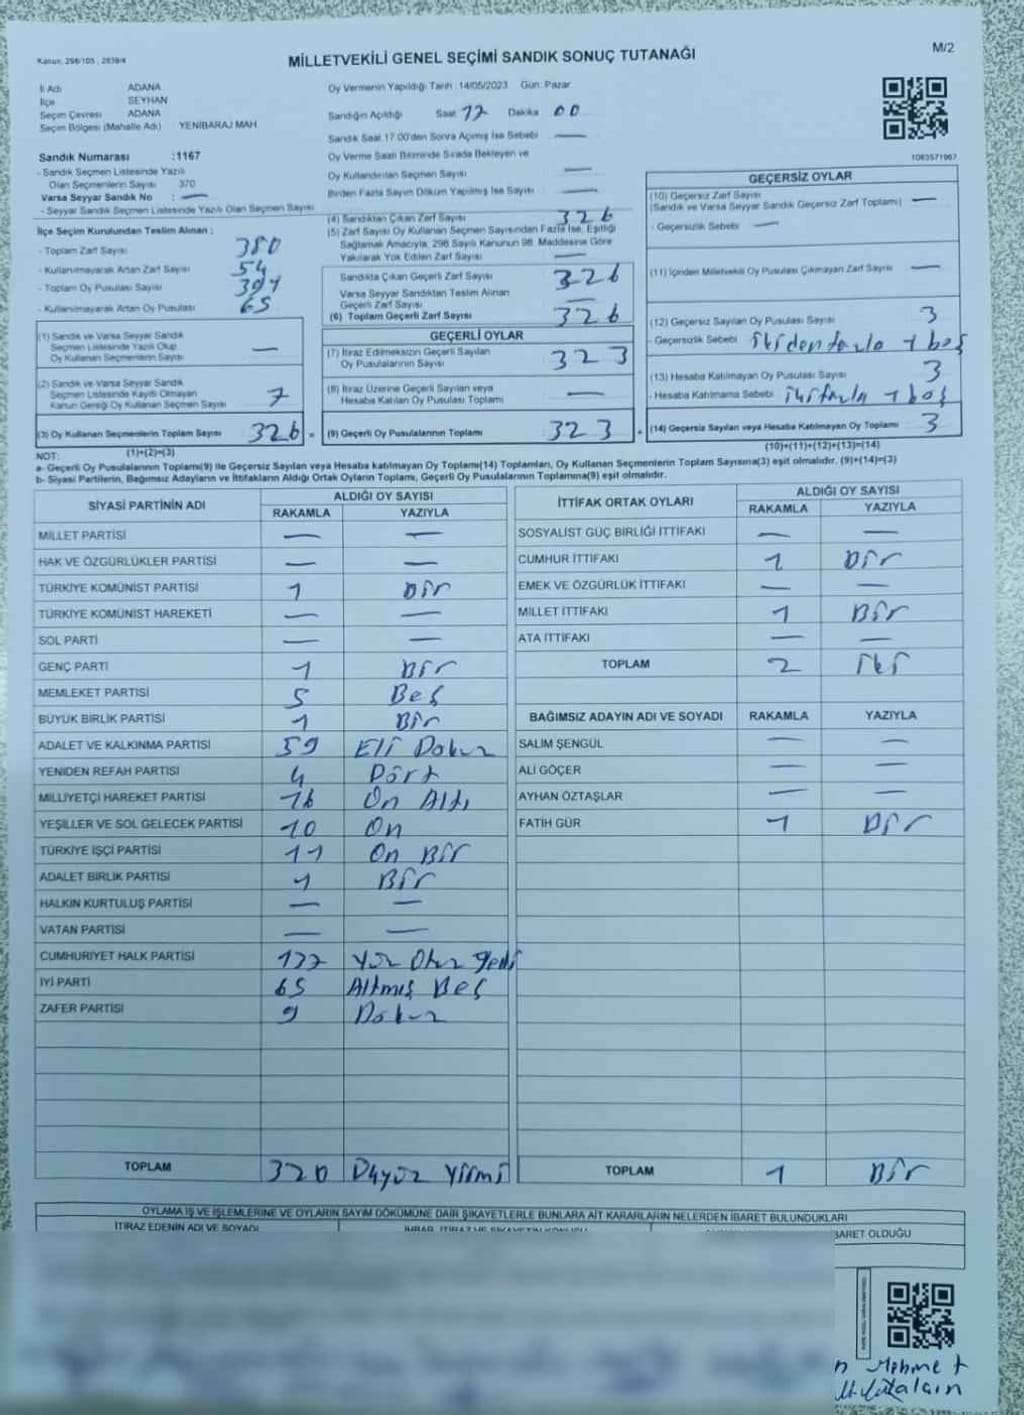 Kanun, 298/105 , 2839/4
MİLLETVEKİLİ GENEL SEÇİMİ SANDIK SONUÇ TUTANAĞI
M/2
İl Adı ADANA
İlçe SEYHAN
Seçim Çevresi ADANA
Seçim Bölgesi (Mahalle Adı) YENİBARAJ MAH
Sandık Numarası :1167
- Sandık Seçmen Listesinde Yazılı
Olan Seçmenlerin Sayısı 370
Varsa Seyyar Sandık No : —
- Seyyar Sandık Seçmen Listesinde Yazılı Olan Seçmen Sayısı
İlçe Seçim Kurulundan Teslim Alınan :
- Toplam Zarf Sayısı 380
- Kullanılmayarak Artan Zarf Sayısı 54
- Toplam Oy Pusulası Sayısı 391
- Kullanılmayarak Artan Oy Pusulası 65
(1) Sandık ve Varsa Seyyar Sandık
Seçmen Listesinde Yazılı Olup
Oy Kullanan Seçmenlerin Sayısı —
(2) Sandık ve Varsa Seyyar Sandık
Seçmen Listesinde Kayıtlı Olmayan
Kanun Gereği Oy Kullanan Seçmen Sayısı 7
(3) Oy Kullanan Seçmenlerin Toplam Sayısı 326 =
(1)+(2)=(3)
Oy Vermenin Yapıldığı Tarih : 14/05/2023 Gün: Pazar
Sandığın Açıldığı Saat 17 Dakika 00
Sandık Saat 17.00'den Sonra Açılmış İse Sebebi —
Oy Verme Saati Bitiminde Sırada Bekleyen ve
Oy Kullandırılan Seçmen Sayısı —
Birden Fazla Sayım Döküm Yapılmış İse Sayısı —
(4) Sandıktan Çıkan Zarf Sayısı 326
(5) Zarf Sayısı Oy Kullanan Seçmen Sayısından Fazla İse, Eşitliği
Sağlamak Amacıyla, 298 Sayılı Kanunun 98. Maddesine Göre
Yakılarak Yok Edilen Zarf Sayısı —
Sandıkta Çıkan Geçerli Zarf Sayısı 326
Varsa Seyyar Sandıktan Teslim Alınan
Geçerli Zarf Sayısı —
(6) Toplam Geçerli Zarf Sayısı 326
GEÇERLİ OYLAR
(7) İtiraz Edilmeksizin Geçerli Sayılan
Oy Pusulalarının Sayısı 323
(8) İtiraz Üzerine Geçerli Sayılan veya
Hesaba Katılan Oy Pusulası Toplamı —
(9) Geçerli Oy Pusulalarının Toplamı 323 +
1083571967
GEÇERSİZ OYLAR
(10) Geçersiz Zarf Sayısı
(Sandık ve Varsa Seyyar Sandık Geçersiz Zarf Toplamı) —
- Geçersizlik Sebebi —
(11) İçinden Milletvekili Oy Pusulası Çıkmayan Zarf Sayısı —
(12) Geçersiz Sayılan Oy Pusulası Sayısı 3
- Geçersizlik Sebebi ikiden fazla 1 boş
(13) Hesaba Katılmayan Oy Pusulası Sayısı 3
- Hesaba Katılmama Sebebi 1 boş
(14) Geçersiz Sayılan veya Hesaba Katılmayan Oy Toplamı 3
(10)+(11)+(12)+(13)=(14)
NOT:
a- Geçerli Oy Pusulalarının Toplamı(9) ile Geçersiz Sayılan veya Hesaba katılmayan Oy Toplamı(14) Toplamları, Oy Kullanan Seçmenlerin Toplam Sayısına(3) eşit olmalıdır. (9)+(14)=(3)
b- Siyasi Partilerin, Bağımsız Adayların ve İttifakların Aldığı Ortak Oyların Toplamı, Geçerli Oy Pusulalarının Toplamına(9) eşit olmalıdır.
SİYASİ PARTİNİN ADI ALDIĞI OY SAYISI
RAKAMLA YAZIYLA
MİLLET PARTİSİ — —
HAK VE ÖZGÜRLÜKLER PARTİSİ — —
TÜRKİYE KOMÜNİST PARTİSİ 1 Bir
TÜRKİYE KOMÜNİST HAREKETİ — —
SOL PARTİ — —
GENÇ PARTİ 1 Bir
MEMLEKET PARTİSİ 5 Beş
BÜYÜK BİRLİK PARTİSİ 1 Bir
ADALET VE KALKINMA PARTİSİ 59 Elli Dokuz
YENİDEN REFAH PARTİSİ 4 Dört
MİLLİYETÇİ HAREKET PARTİSİ 16 On Altı
YEŞİLLER VE SOL GELECEK PARTİSİ 10 On
TÜRKİYE İŞÇİ PARTİSİ 11 On Bir
ADALET BİRLİK PARTİSİ 1 Bir
HALKIN KURTULUŞ PARTİSİ — —
VATAN PARTİSİ — —
CUMHURİYET HALK PARTİSİ 137 Yüz Otuz Yedi
İYİ PARTİ 65 Altmış Beş
ZAFER PARTİSİ 9 Dokuz
TOPLAM 320 Üçyüz Yirmi
İTTİFAK ORTAK OYLARI ALDIĞI OY SAYISI
RAKAMLA YAZIYLA
SOSYALİST GÜÇ BİRLİĞİ İTTİFAKI — —
CUMHUR İTTİFAKI 1 Bir
EMEK VE ÖZGÜRLÜK İTTİFAKI — —
MİLLET İTTİFAKI 1 Bir
ATA İTTİFAKI — —
TOPLAM 2 İki
BAĞIMSIZ ADAYIN ADI VE SOYADI RAKAMLA YAZIYLA
SALİM ŞENGÜL — —
ALİ GÖÇER — —
AYHAN ÖZTAŞLAR — —
FATİH GÜR 1 Bir
TOPLAM 1 Bir
OYLAMA İŞ VE İŞLEMLERİNE VE OYLARIN SAYIM DÖKÜMÜNE DAİR ŞİKAYETLERLE BUNLARA AİT KARARLARIN NELERDEN İBARET BULUNDUKLARI
İTİRAZ EDENİN ADI VE SOYADI
BARET OLDUĞU
Mehmet